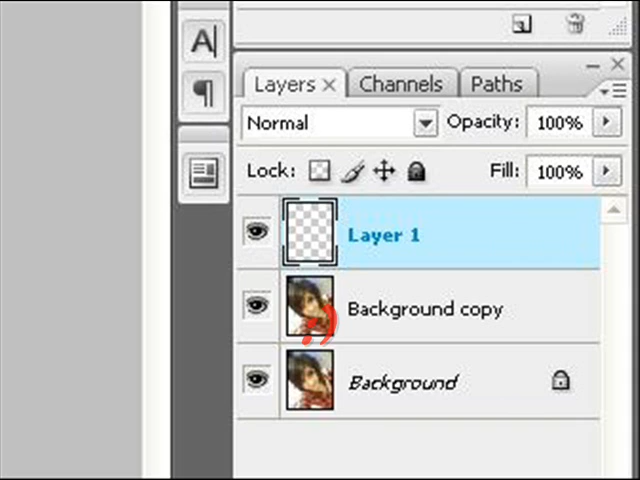 A|
¶
Layers × Channels Paths
Normal Opacity: 100%
Lock: Fill: 100%
Layer 1
Background copy
Background